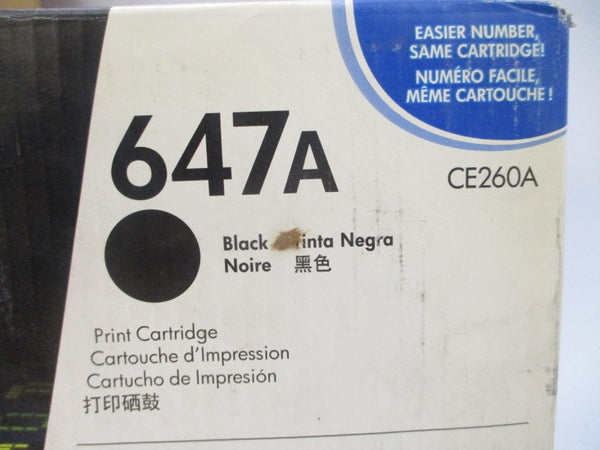 EASIER NUMBER,
SAME CARTRIDGE!
NUMÉRO FACILE,
MÊME CARTOUCHE!
647A
CE260A
Black Tinta Negra
Noire 黑色
Print Cartridge
Cartouche d'Impression
Cartucho de Impresión
打印硒鼓